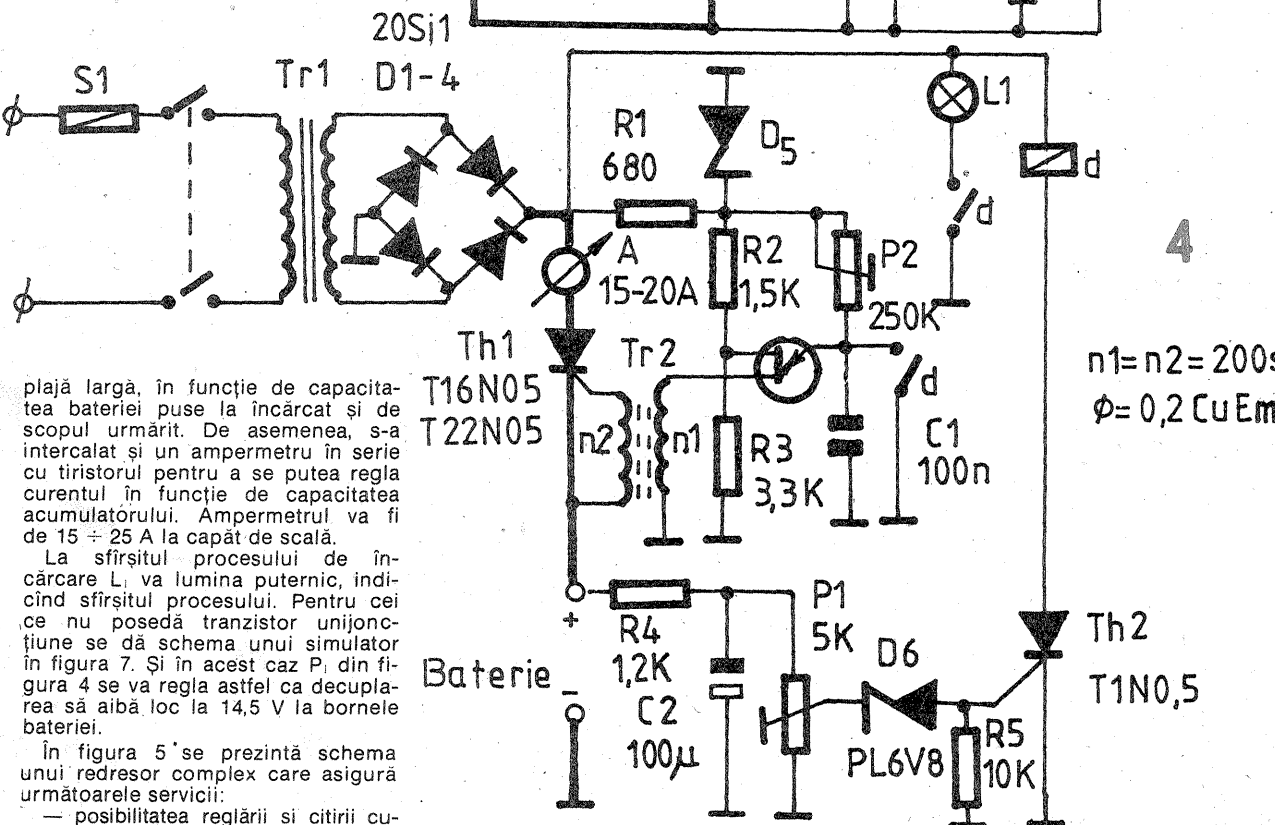 20Si1
S1
Tr1
D1-4
L1
R1
680
D5
d
d
4
A
15-20A
R2
1,5K
P2
250K
Th1
T16N05
T22N05
Tr2
d
n1=n2=200s
ϕ=0,2 CuEm
n2
n1
R3
3,3K
C1
100n
plajă largă, în funcție de capacita-
tea bateriei puse la încărcat și de
scopul urmărit. De asemenea, s-a
intercalat și un ampermetru în serie
cu tiristorul pentru a se putea regla
curentul în funcție de capacitatea
acumulatorului. Ampermetrul va fi
de 15 ÷ 25 A la capăt de scală.
La sfîrșitul procesului de în-
cărcare L1 va lumina puternic, indi-
cînd sfîrșitul procesului. Pentru cei
ce nu posedă tranzistor unijonc-
țiune se dă schema unui simulator
în figura 7. Și în acest caz P1 din fi-
gura 4 se va regla astfel ca decupla-
rea să aibă loc la 14,5 V la bornele
bateriei.
În figura 5 se prezintă schema
unui redresor complex care asigură
următoarele servicii:
— posibilitatea reglării si citirii cu-
+
R4
1,2K
P1
5K
Baterie
-
C2
100µ
D6
PL6V8
R5
10K
Th2
T1N0,5